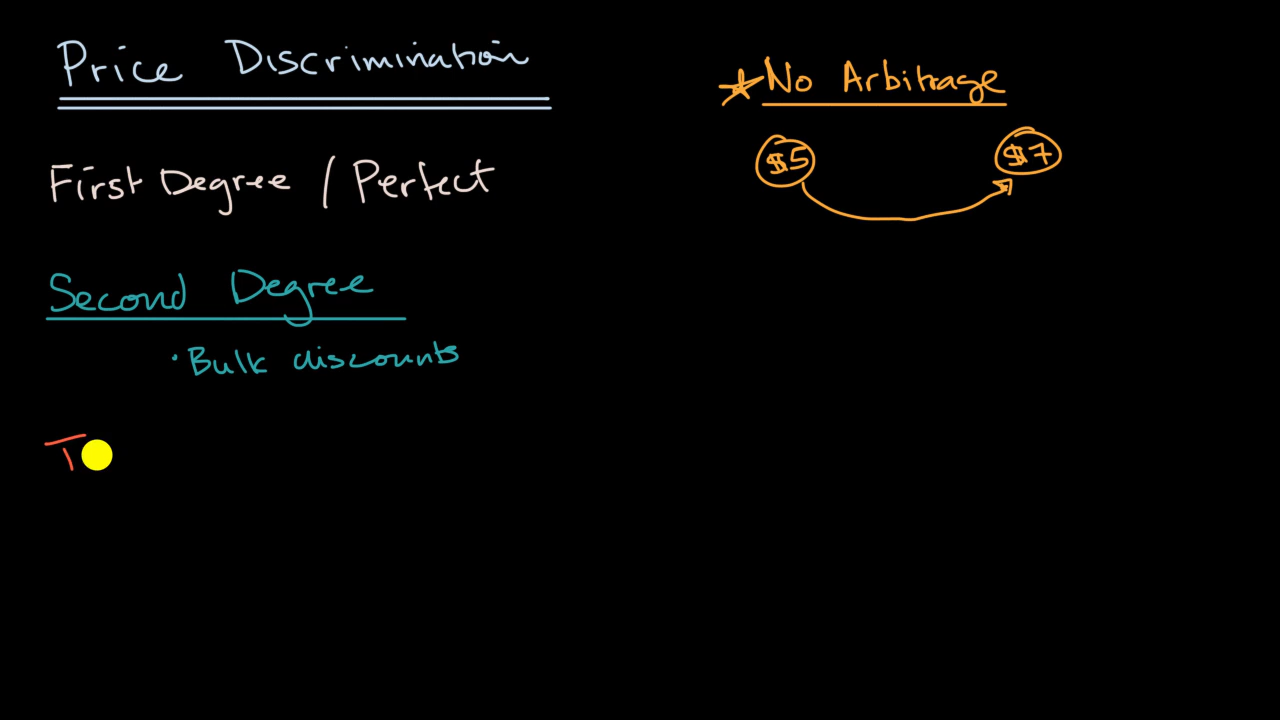 Price Discrimination
First Degree / Perfect
Second Degree
• Bulk discounts
T
★ No Arbitrage
$5 $7